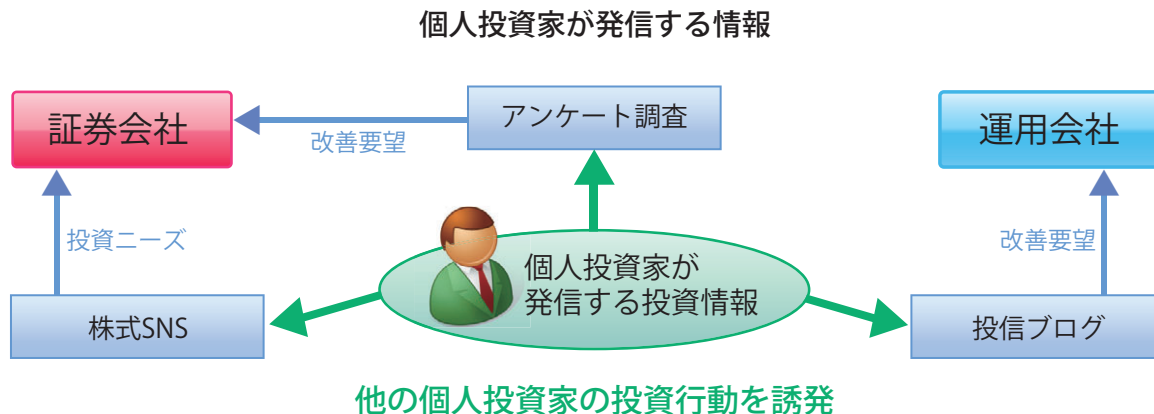 個人投資家が発信する情報
証券会社
アンケート調査
運用会社
改善要望
投資ニーズ
改善要望
個人投資家が
発信する投資情報
株式SNS
投信ブログ
他の個人投資家の投資行動を誘発